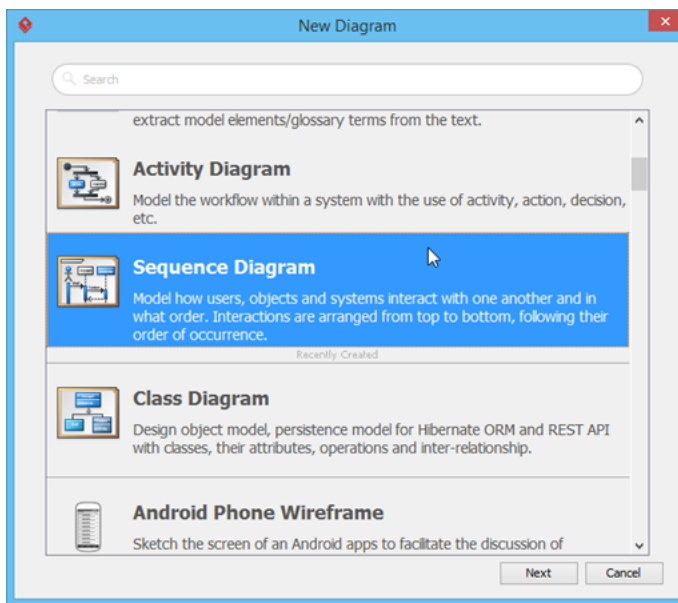 New Diagram
Search
extract model elements/glossary terms from the text.
Activity Diagram
Model the workflow within a system with the use of activity, action, decision,
etc.
Sequence Diagram
Model how users, objects and systems interact with one another and in
what order. Interactions are arranged from top to bottom, following their
order of occurrence.
Recently Created
Class Diagram
Design object model, persistence model for Hibernate ORM and REST API
with classes, their attributes, operations and inter-relationship.
Android Phone Wireframe
Sketch the screen of an Android apps to facilitate the discussion of
Next
Cancel